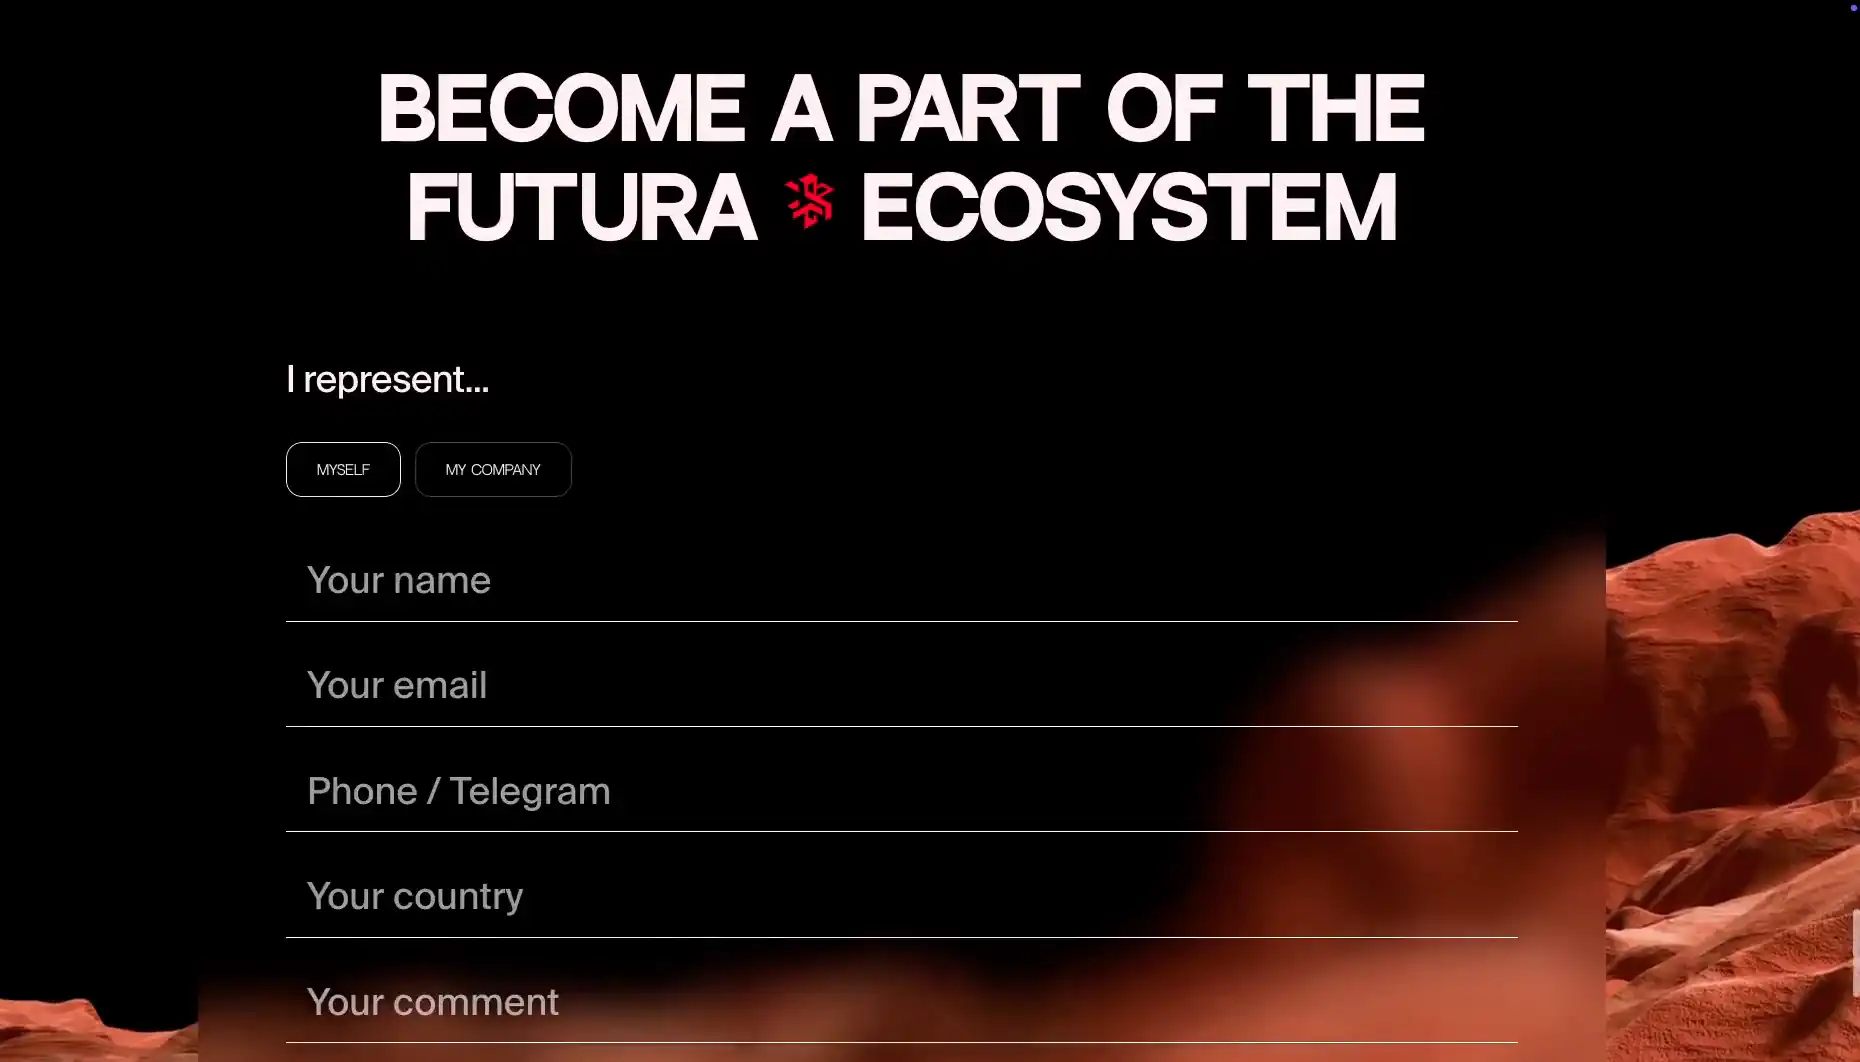 BECOME A PART OF THE
FUTURA ECOSYSTEM
I represent...
MYSELF
MY COMPANY
Your name
Your email
Phone / Telegram
Your country
Your comment